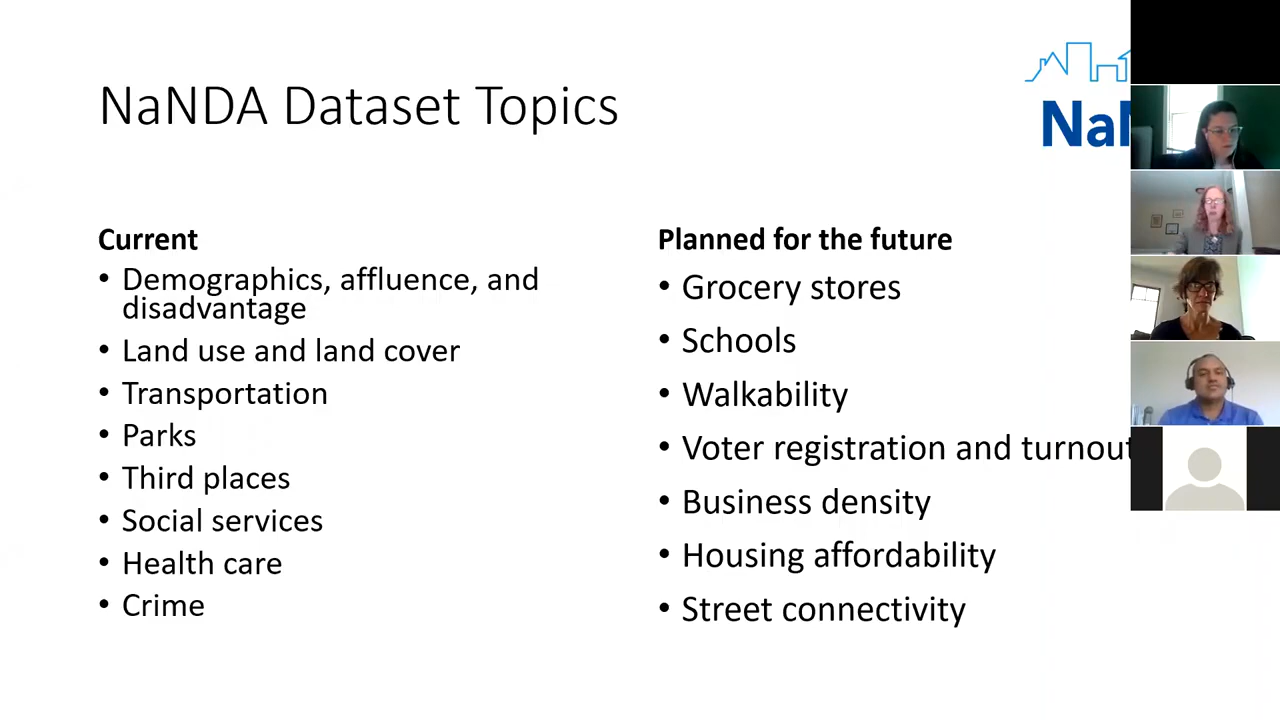 NaNDA Dataset Topics
NaN
Current
• Demographics, affluence, and
disadvantage
• Land use and land cover
• Transportation
• Parks
• Third places
• Social services
• Health care
• Crime
Planned for the future
• Grocery stores
• Schools
• Walkability
• Voter registration and turnout
• Business density
• Housing affordability
• Street connectivity